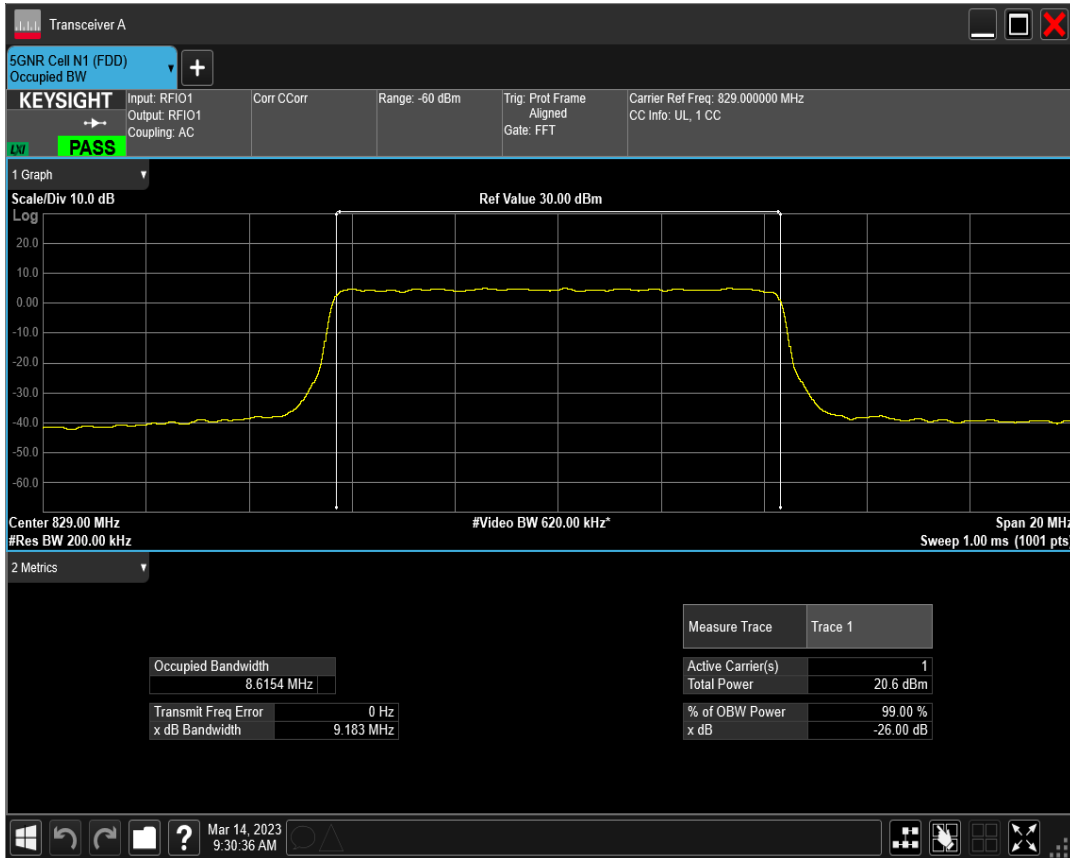 Transceiver A
5GNR Cell N1 (FDD)
Occupied BW
+
KEYSIGHT
LXI
PASS
Input: RFIO1
Output: RFIO1
Coupling: AC
Corr CCorr
Range: -60 dBm
Trig: Prot Frame
Aligned
Gate: FFT
Carrier Ref Freq: 829.000000 MHz
CC Info: UL, 1 CC
1 Graph
Scale/Div 10.0 dB
Ref Value 30.00 dBm
Log
20.0
10.0
0.00
-10.0
-20.0
-30.0
-40.0
-50.0
-60.0
Center 829.00 MHz
#Video BW 620.00 kHz*
Span 20 MHz
#Res BW 200.00 kHz
Sweep 1.00 ms (1001 pts)
2 Metrics
Measure Trace Trace 1
Occupied Bandwidth
8.6154 MHz
Active Carrier(s) 1
Total Power 20.6 dBm
Transmit Freq Error 0 Hz
x dB Bandwidth 9.183 MHz
% of OBW Power 99.00 %
x dB -26.00 dB
?
Mar 14, 2023
9:30:36 AM